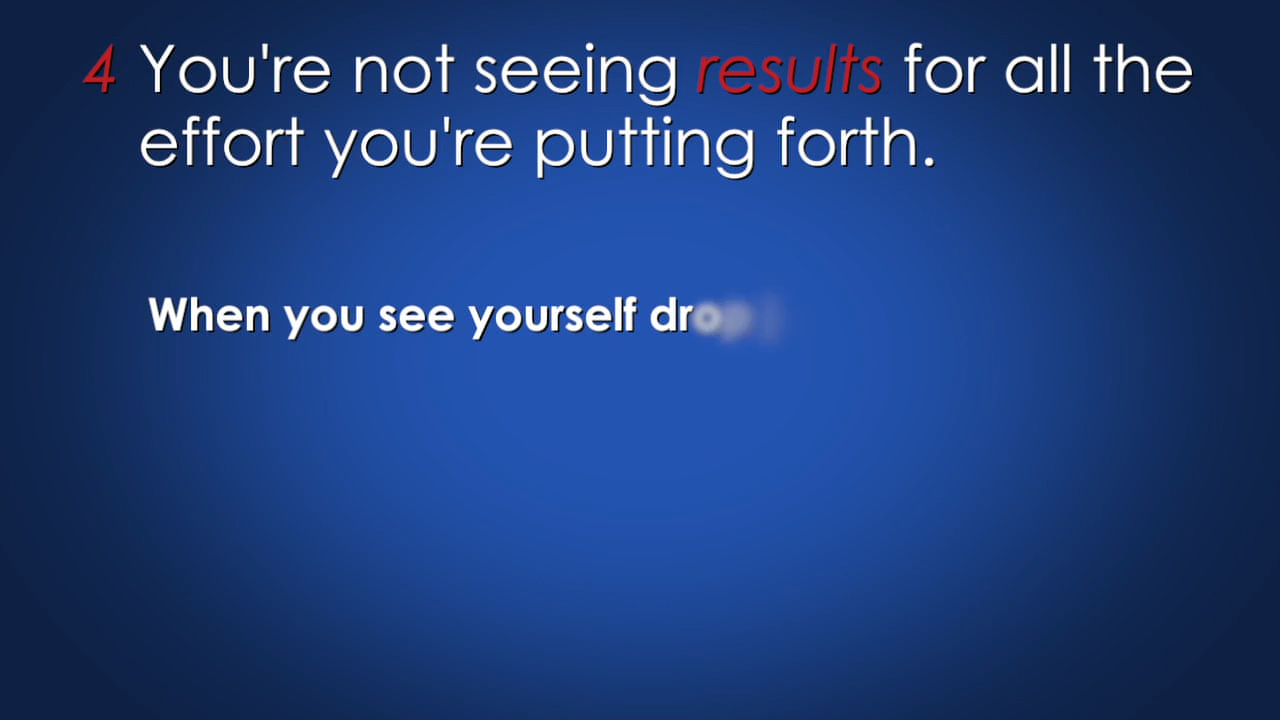 4 You're not seeing results for all the
effort you're putting forth.
When you see yourself